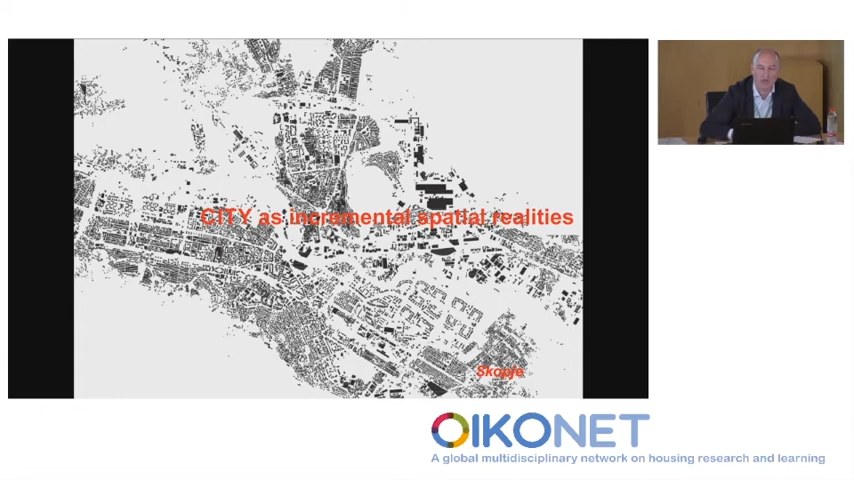 CITY as incremental spatial realities
Skopje
OIKONET
A global multidisciplinary network on housing research and learning